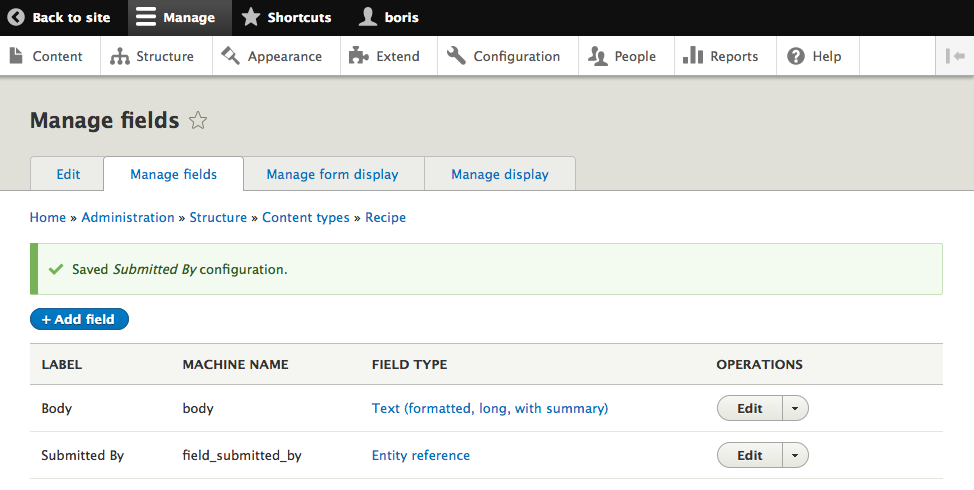 Back to site Manage Shortcuts boris
Content Structure Appearance Extend Configuration People Reports Help
Manage fields
Edit Manage fields Manage form display Manage display
Home » Administration » Structure » Content types » Recipe
Saved Submitted By configuration.
+ Add field
LABEL MACHINE NAME FIELD TYPE OPERATIONS
Body body Text (formatted, long, with summary) Edit
Submitted By field_submitted_by Entity reference Edit